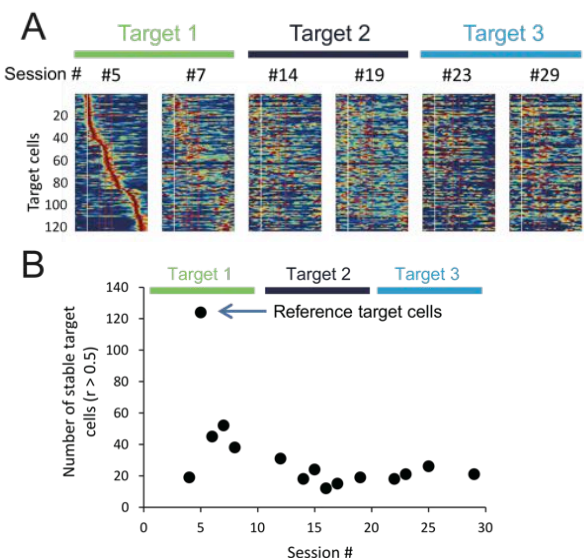 A
Target 1 Target 2 Target 3
Session # #5 #7 #14 #19 #23 #29
Target cells
20
40
60
80
100
120
B
Target 1 Target 2 Target 3
Reference target cells
Number of stable target
cells (r > 0.5)
140
120
100
80
60
40
20
0
0 5 10 15 20 25 30
Session #